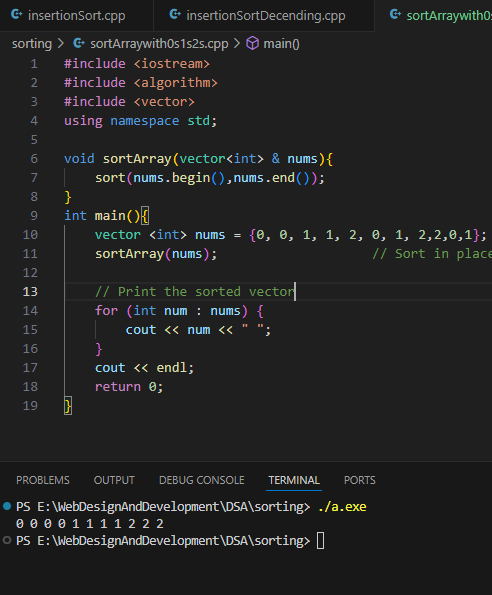 insertionSort.cpp insertionSortDecending.cpp sortArraywith0s
sorting > sortArraywith0s1s2s.cpp > main()
1 #include <iostream>
2 #include <algorithm>
3 #include <vector>
4 using namespace std;
5
6 void sortArray(vector<int> & nums){
7 sort(nums.begin(),nums.end());
8 }
9 int main(){
10 vector <int> nums = {0, 0, 1, 1, 2, 0, 1, 2,2,0,1};
11 sortArray(nums); // Sort in place
12
13 // Print the sorted vector
14 for (int num : nums) {
15 cout << num << " ";
16 }
17 cout << endl;
18 return 0;
19 }
PROBLEMS OUTPUT DEBUG CONSOLE TERMINAL PORTS
PS E:\WebDesignAndDevelopment\DSA\sorting> ./a.exe
0 0 0 0 1 1 1 1 2 2 2
PS E:\WebDesignAndDevelopment\DSA\sorting>